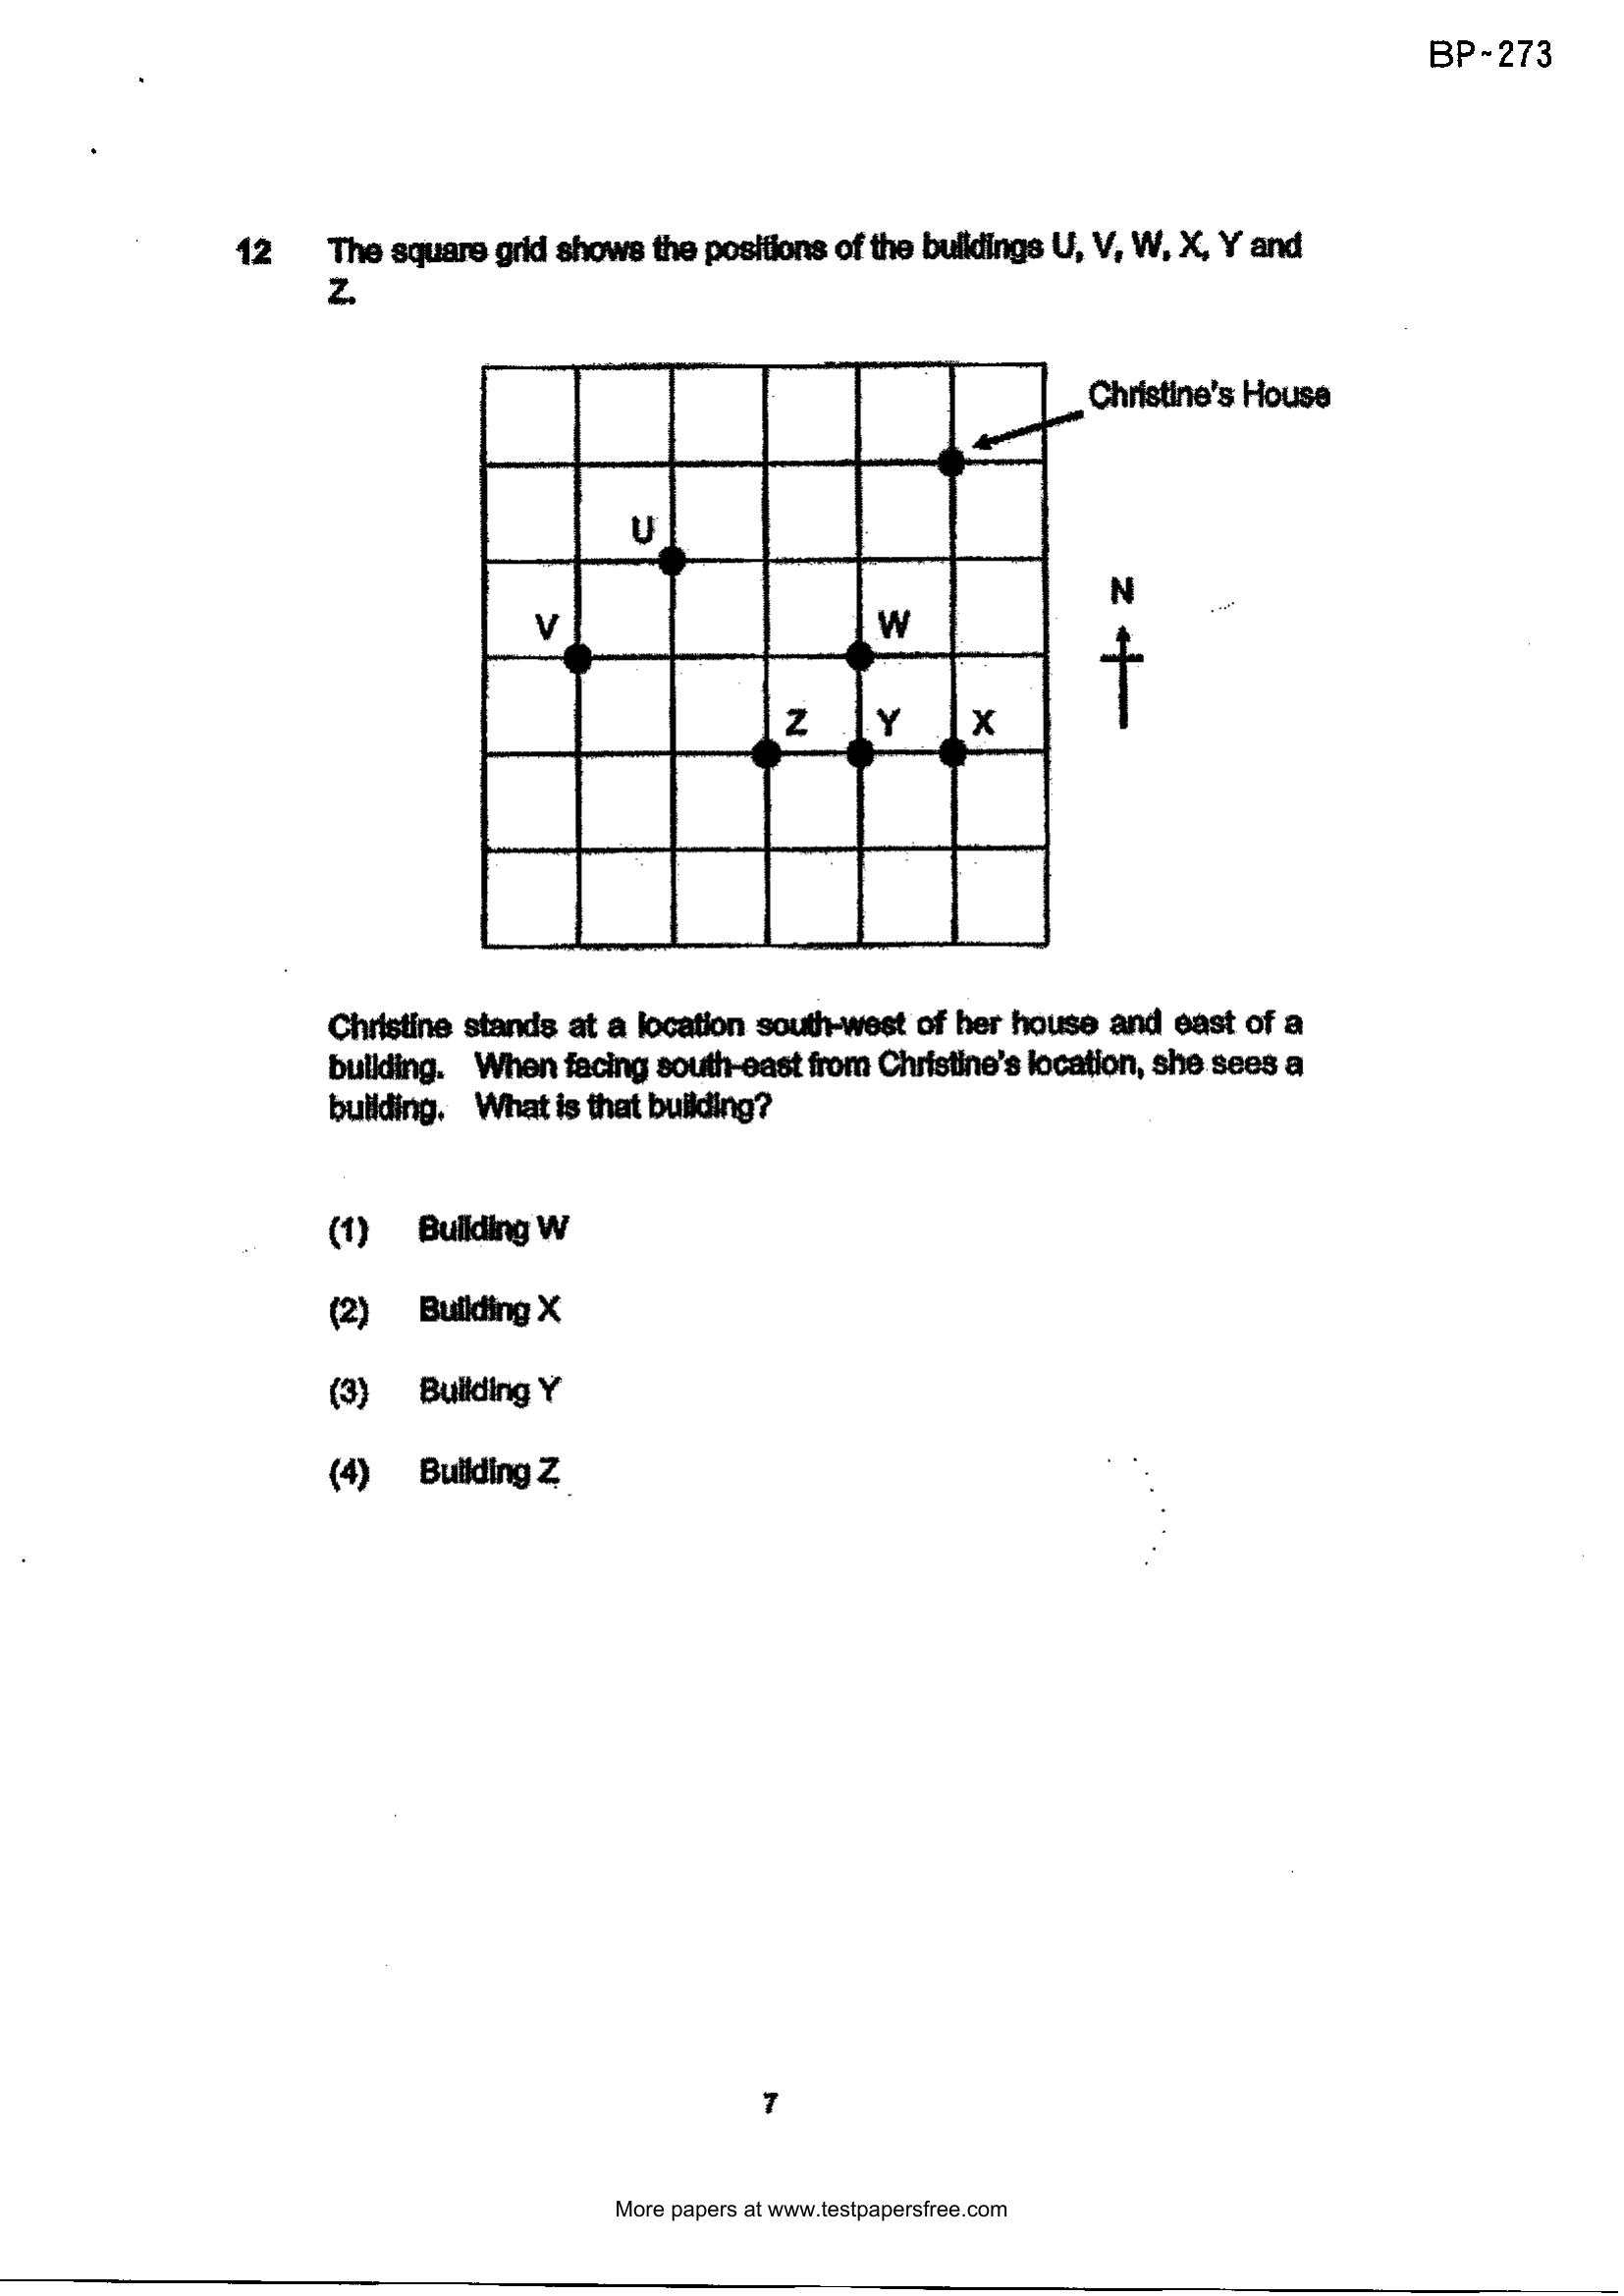 BP~273
12 The square grid shows the positions of the buildings U, V, W, X, Y and
Z.
Christine's House
U
N
V
W
Z
Y
X
Christine stands at a location south-west of her house and east of a
building. When facing south-east from Christine's location, she sees a
building. What is that building?
(1) Building W
(2) Building X
(3) Building Y
(4) Building Z
7
More papers at www.testpapersfree.com